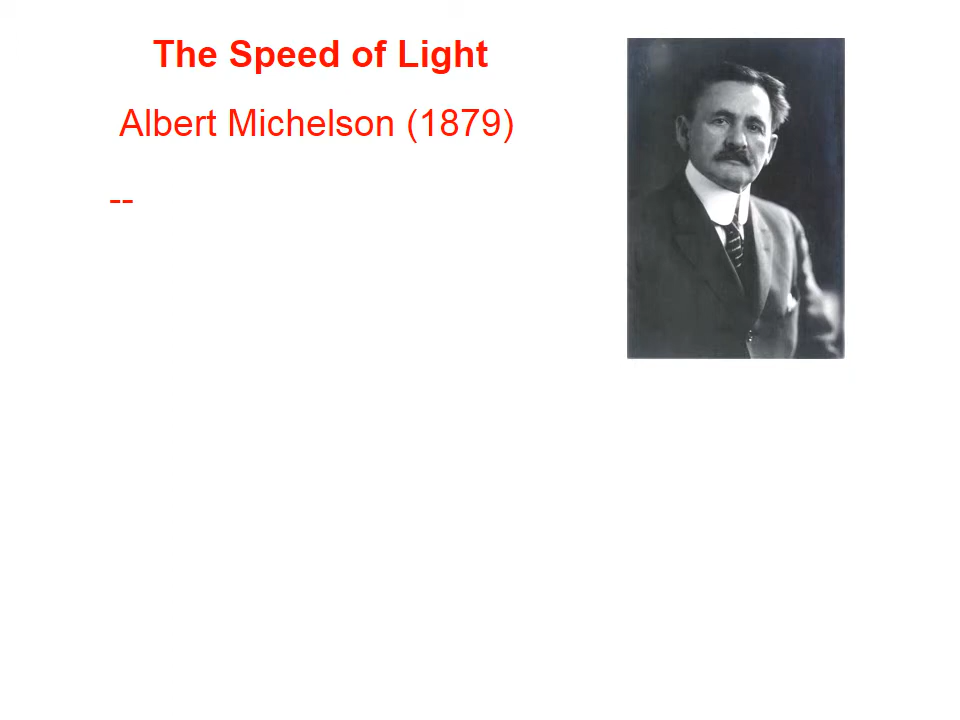 The Speed of Light
Albert Michelson (1879)
--